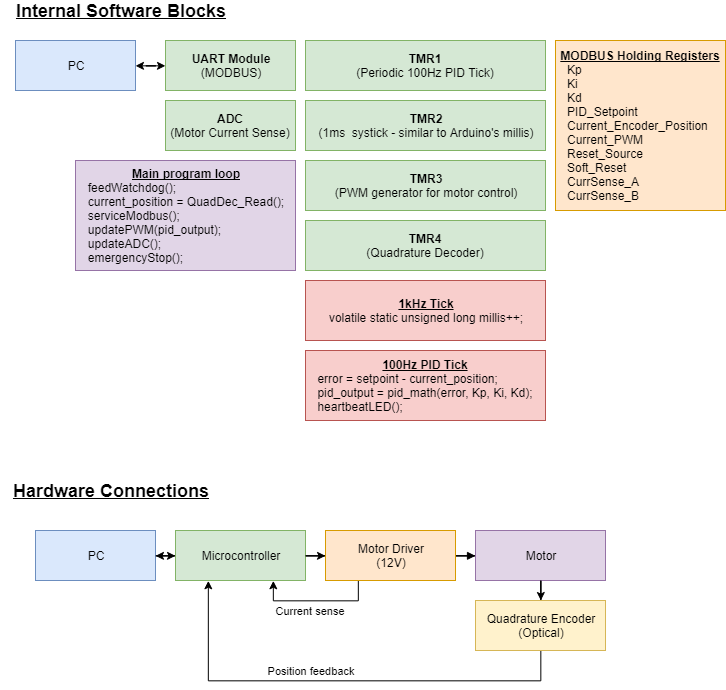 Internal Software Blocks
PC
UART Module
(MODBUS)
TMR1
(Periodic 100Hz PID Tick)
MODBUS Holding Registers
Kp
Ki
Kd
PID_Setpoint
Current_Encoder_Position
Current_PWM
Reset_Source
Soft_Reset
CurrSense_A
CurrSense_B
ADC
(Motor Current Sense)
TMR2
(1ms  systick - similar to Arduino's millis)
Main program loop
feedWatchdog();
current_position = QuadDec_Read();
serviceModbus();
updatePWM(pid_output);
updateADC();
emergencyStop();
TMR3
(PWM generator for motor control)
TMR4
(Quadrature Decoder)
1kHz Tick
volatile static unsigned long millis++;
100Hz PID Tick
error = setpoint - current_position;
pid_output = pid_math(error, Kp, Ki, Kd);
heartbeatLED();
Hardware Connections
PC
Microcontroller
Motor Driver
(12V)
Motor
Current sense
Quadrature Encoder
(Optical)
Position feedback